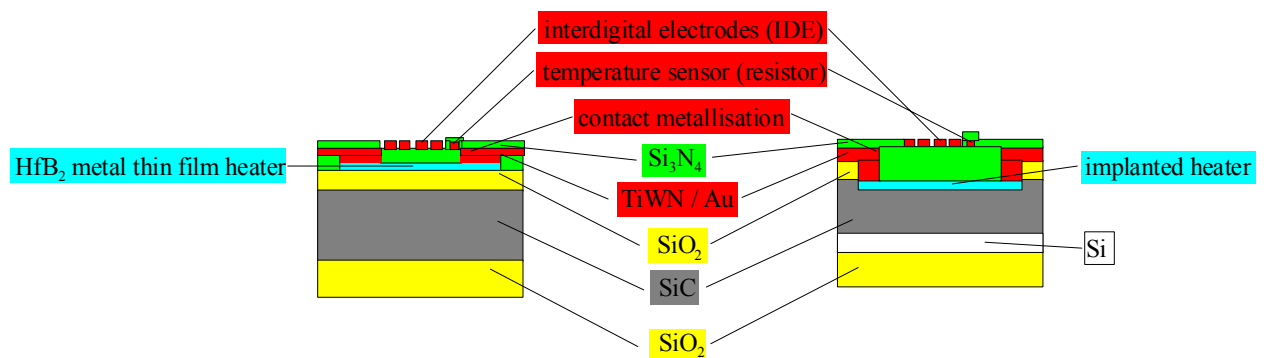 interdigital electrodes (IDE)
temperature sensor (resistor)
contact metallisation
HfB₂ metal thin film heater
Si₃N₄
implanted heater
TiWN / Au
SiO₂
Si
SiC
SiO₂